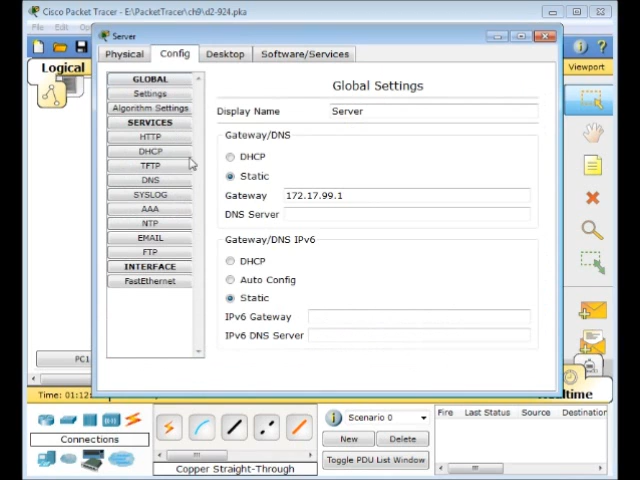 Cisco Packet Tracer - E:\PacketTracer\ch9\d2-924.pka
File Edit
Logical
Viewport
Server
Physical Config Desktop Software/Services
GLOBAL
Settings
Algorithm Settings
SERVICES
HTTP
DHCP
TFTP
DNS
SYSLOG
AAA
NTP
EMAIL
FTP
INTERFACE
FastEthernet
Global Settings
Display Name Server
Gateway/DNS
DHCP
Static
Gateway 172.17.99.1
DNS Server
Gateway/DNS IPv6
DHCP
Auto Config
Static
IPv6 Gateway
IPv6 DNS Server
PC1
Time: 01:12:
Realtime
Connections
Copper Straight-Through
Scenario 0
New Delete
Toggle PDU List Window
Fire Last Status Source Destination